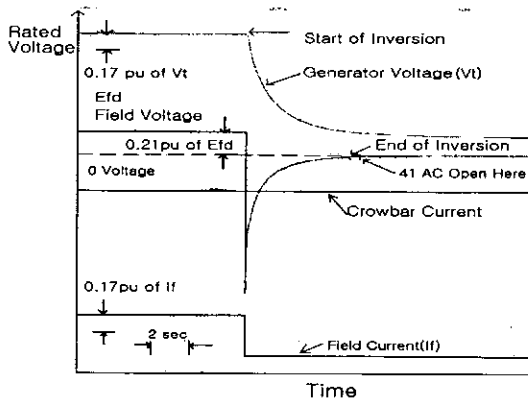 Rated
Voltage
Start of Inversion
0.17 pu of Vt
Generator Voltage(Vt)
Efd
Field Voltage
0.21pu of Efd
End of Inversion
0 Voltage
41 AC Open Here
Crowbar Current
0.17pu of If
2 sec
Field Current(If)
Time